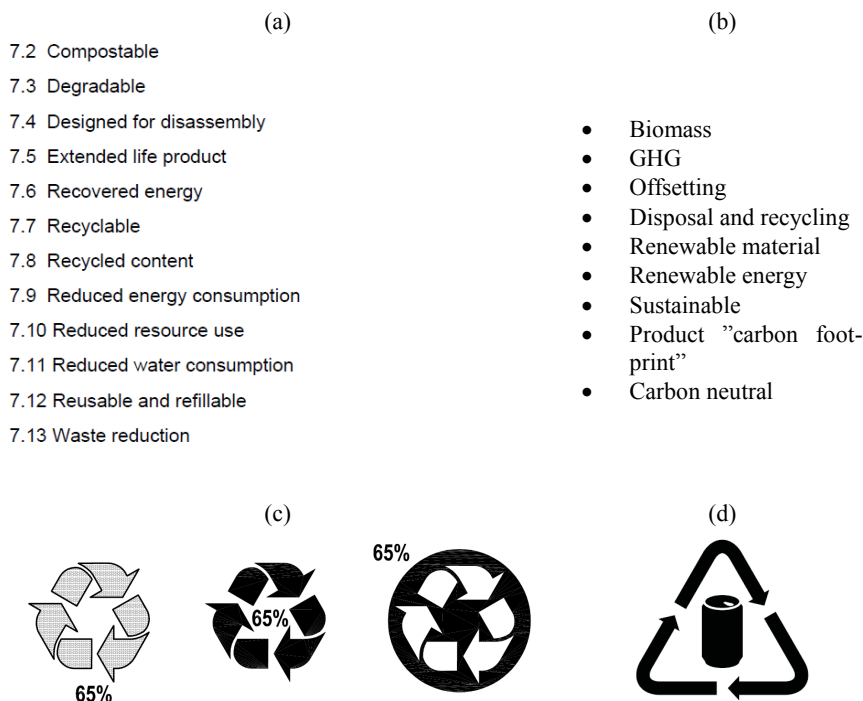 (a)
7.2 Compostable
7.3 Degradable
7.4 Designed for disassembly
7.5 Extended life product
7.6 Recovered energy
7.7 Recyclable
7.8 Recycled content
7.9 Reduced energy consumption
7.10 Reduced resource use
7.11 Reduced water consumption
7.12 Reusable and refillable
7.13 Waste reduction
(b)
• Biomass
• GHG
• Offsetting
• Disposal and recycling
• Renewable material
• Renewable energy
• Sustainable
• Product ”carbon foot-
print”
• Carbon neutral
(c)
65%
65%
65%
(d)